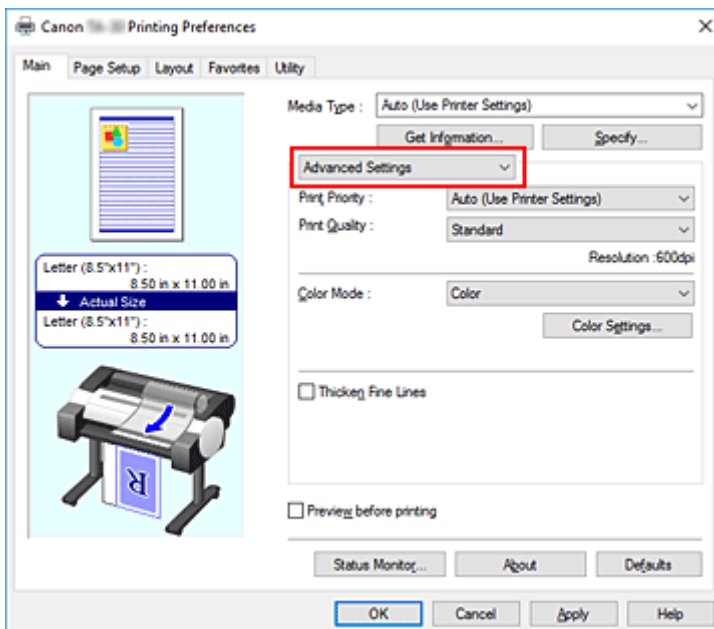 Canon Printing Preferences
Main Page Setup Layout Favorites Utility
Media Type : Auto (Use Printer Settings)
Get Information... Specify...
Advanced Settings
Print Priority : Auto (Use Printer Settings)
Print Quality : Standard
Resolution :600dpi
Letter (8.5"x11") :
8.50 in x 11.00 in
Actual Size
Letter (8.5"x11") :
8.50 in x 11.00 in
Color Mode : Color
Color Settings...
Thicken Fine Lines
R
Preview before printing
Status Monitor... About Defaults
OK Cancel Apply Help